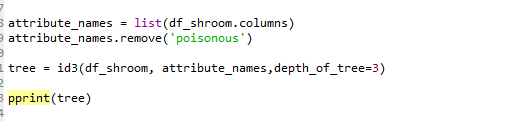 attribute_names = list(df_shroom.columns)
attribute_names.remove('poisonous')
tree = id3(df_shroom, attribute_names,depth_of_tree=3)
pprint(tree)